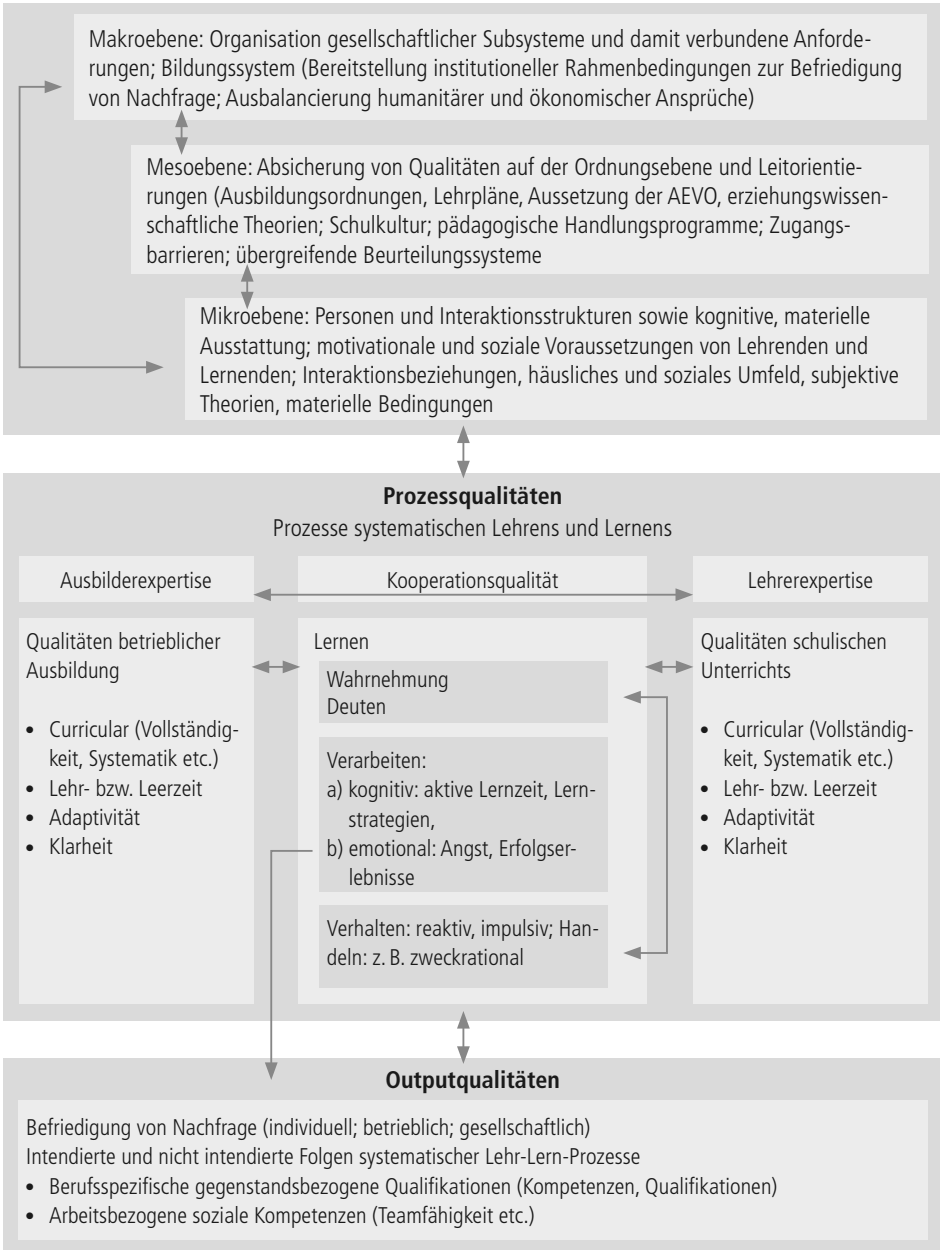 Makroebene: Organisation gesellschaftlicher Subsysteme und damit verbundene Anforde-
rungen; Bildungssystem (Bereitstellung institutioneller Rahmenbedingungen zur Befriedigung
von Nachfrage; Ausbalancierung humanitärer und ökonomischer Ansprüche)
Mesoebene: Absicherung von Qualitäten auf der Ordnungsebene und Leitorientie-
rungen (Ausbildungsordnungen, Lehrpläne, Aussetzung der AEVO, erziehungswissen-
schaftliche Theorien; Schulkultur; pädagogische Handlungsprogramme; Zugangs-
barrieren; übergreifende Beurteilungssysteme
Mikroebene: Personen und Interaktionsstrukturen sowie kognitive, materielle
Ausstattung; motivationale und soziale Voraussetzungen von Lehrenden und
Lernenden; Interaktionsbeziehungen, häusliches und soziales Umfeld, subjektive
Theorien, materielle Bedingungen
Prozessqualitäten
Prozesse systematischen Lehrens und Lernens
Ausbilderexpertise
Kooperationsqualität
Lehrerexpertise
Qualitäten betrieblicher
Ausbildung
• Curricular (Vollständig-
keit, Systematik etc.)
• Lehr- bzw. Leerzeit
• Adaptivität
• Klarheit
Lernen
Wahrnehmung
Deuten
Verarbeiten:
a) kognitiv: aktive Lernzeit, Lern-
strategien,
b) emotional: Angst, Erfolgser-
lebnisse
Verhalten: reaktiv, impulsiv; Han-
deln: z. B. zweckrational
Qualitäten schulischen
Unterrichts
• Curricular (Vollständig-
keit, Systematik etc.)
• Lehr- bzw. Leerzeit
• Adaptivität
• Klarheit
Outputqualitäten
Befriedigung von Nachfrage (individuell; betrieblich; gesellschaftlich)
Intendierte und nicht intendierte Folgen systematischer Lehr-Lern-Prozesse
• Berufsspezifische gegenstandsbezogene Qualifikationen (Kompetenzen, Qualifikationen)
• Arbeitsbezogene soziale Kompetenzen (Teamfähigkeit etc.)